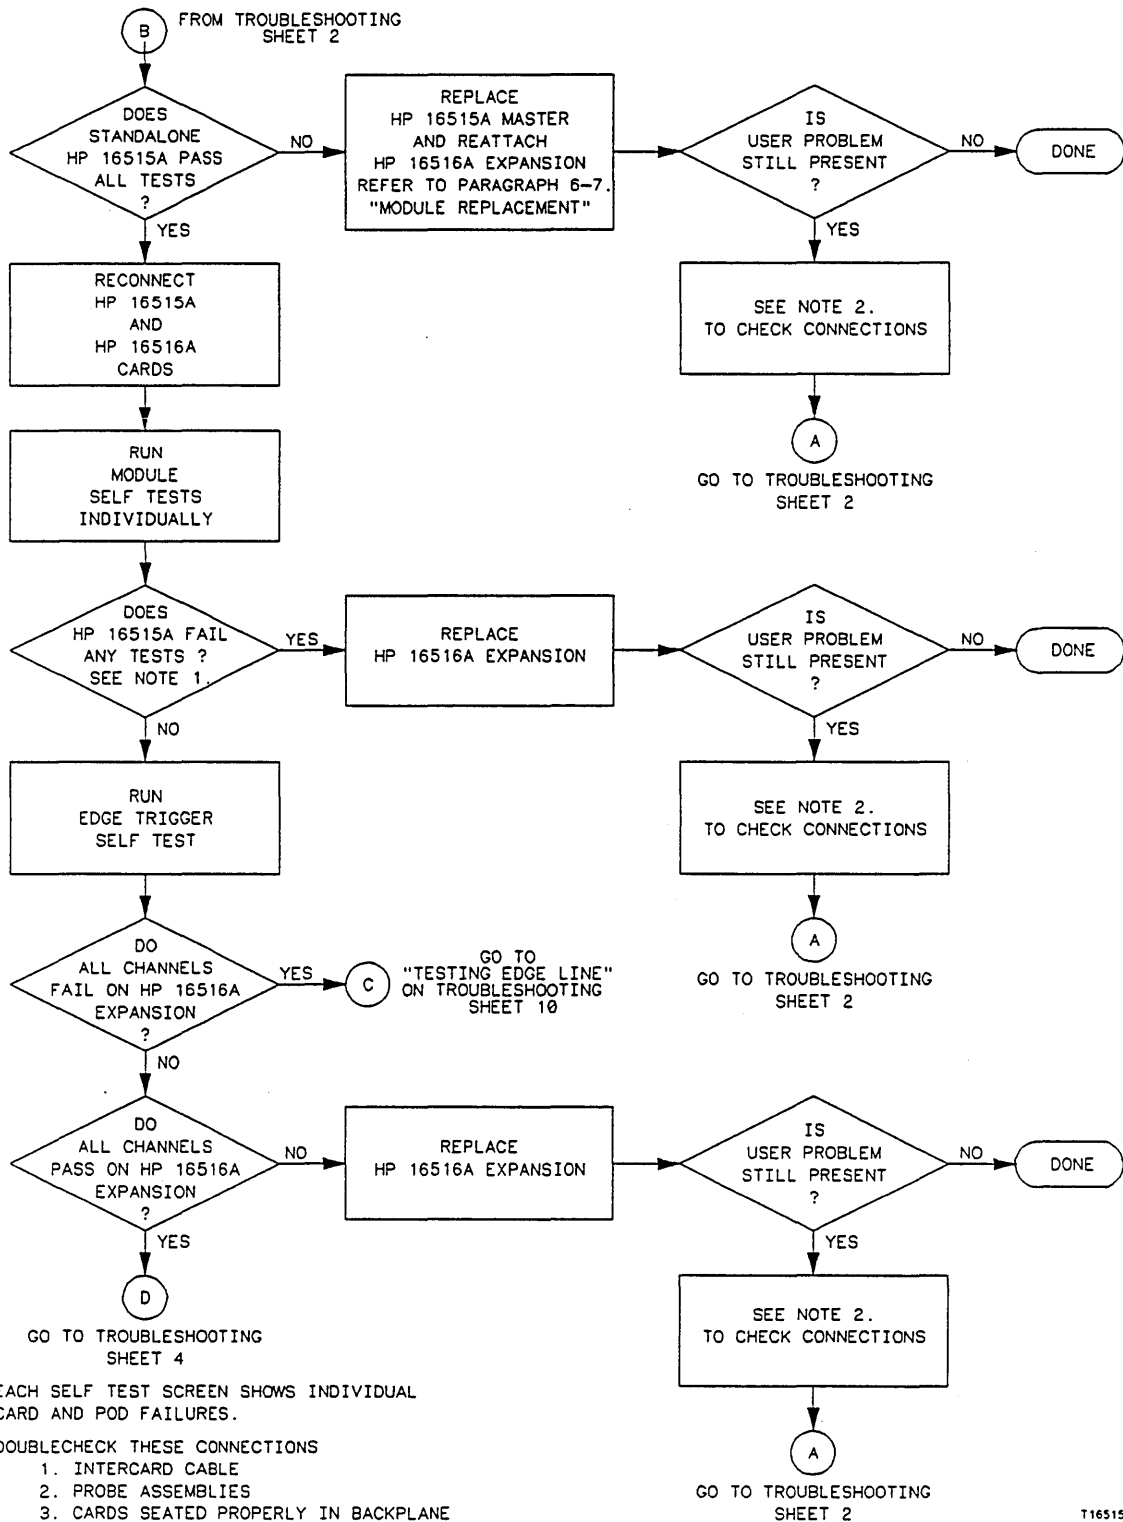 B
FROM TROUBLESHOOTING
SHEET 2
DOES
STANDALONE
HP 16515A PASS
ALL TESTS
?
NO
YES
REPLACE
HP 16515A MASTER
AND REATTACH
HP 16516A EXPANSION
REFER TO PARAGRAPH 6-7.
"MODULE REPLACEMENT"
IS
USER PROBLEM
STILL PRESENT
?
NO
DONE
YES
SEE NOTE 2.
TO CHECK CONNECTIONS
A
GO TO TROUBLESHOOTING
SHEET 2
RECONNECT
HP 16515A
AND
HP 16516A
CARDS
RUN
MODULE
SELF TESTS
INDIVIDUALLY
DOES
HP 16515A FAIL
ANY TESTS ?
SEE NOTE 1.
YES
NO
REPLACE
HP 16516A EXPANSION
IS
USER PROBLEM
STILL PRESENT
?
NO
DONE
YES
SEE NOTE 2.
TO CHECK CONNECTIONS
A
GO TO TROUBLESHOOTING
SHEET 2
RUN
EDGE TRIGGER
SELF TEST
DO
ALL CHANNELS
FAIL ON HP 16516A
EXPANSION
?
YES
NO
C
GO TO
"TESTING EDGE LINE"
ON TROUBLESHOOTING
SHEET 10
DO
ALL CHANNELS
PASS ON HP 16516A
EXPANSION
?
NO
YES
REPLACE
HP 16516A EXPANSION
IS
USER PROBLEM
STILL PRESENT
?
NO
DONE
YES
SEE NOTE 2.
TO CHECK CONNECTIONS
A
GO TO TROUBLESHOOTING
SHEET 2
D
GO TO TROUBLESHOOTING
SHEET 4
EACH SELF TEST SCREEN SHOWS INDIVIDUAL
CARD AND POD FAILURES.
DOUBLECHECK THESE CONNECTIONS
1. INTERCARD CABLE
2. PROBE ASSEMBLIES
3. CARDS SEATED PROPERLY IN BACKPLANE
T16515